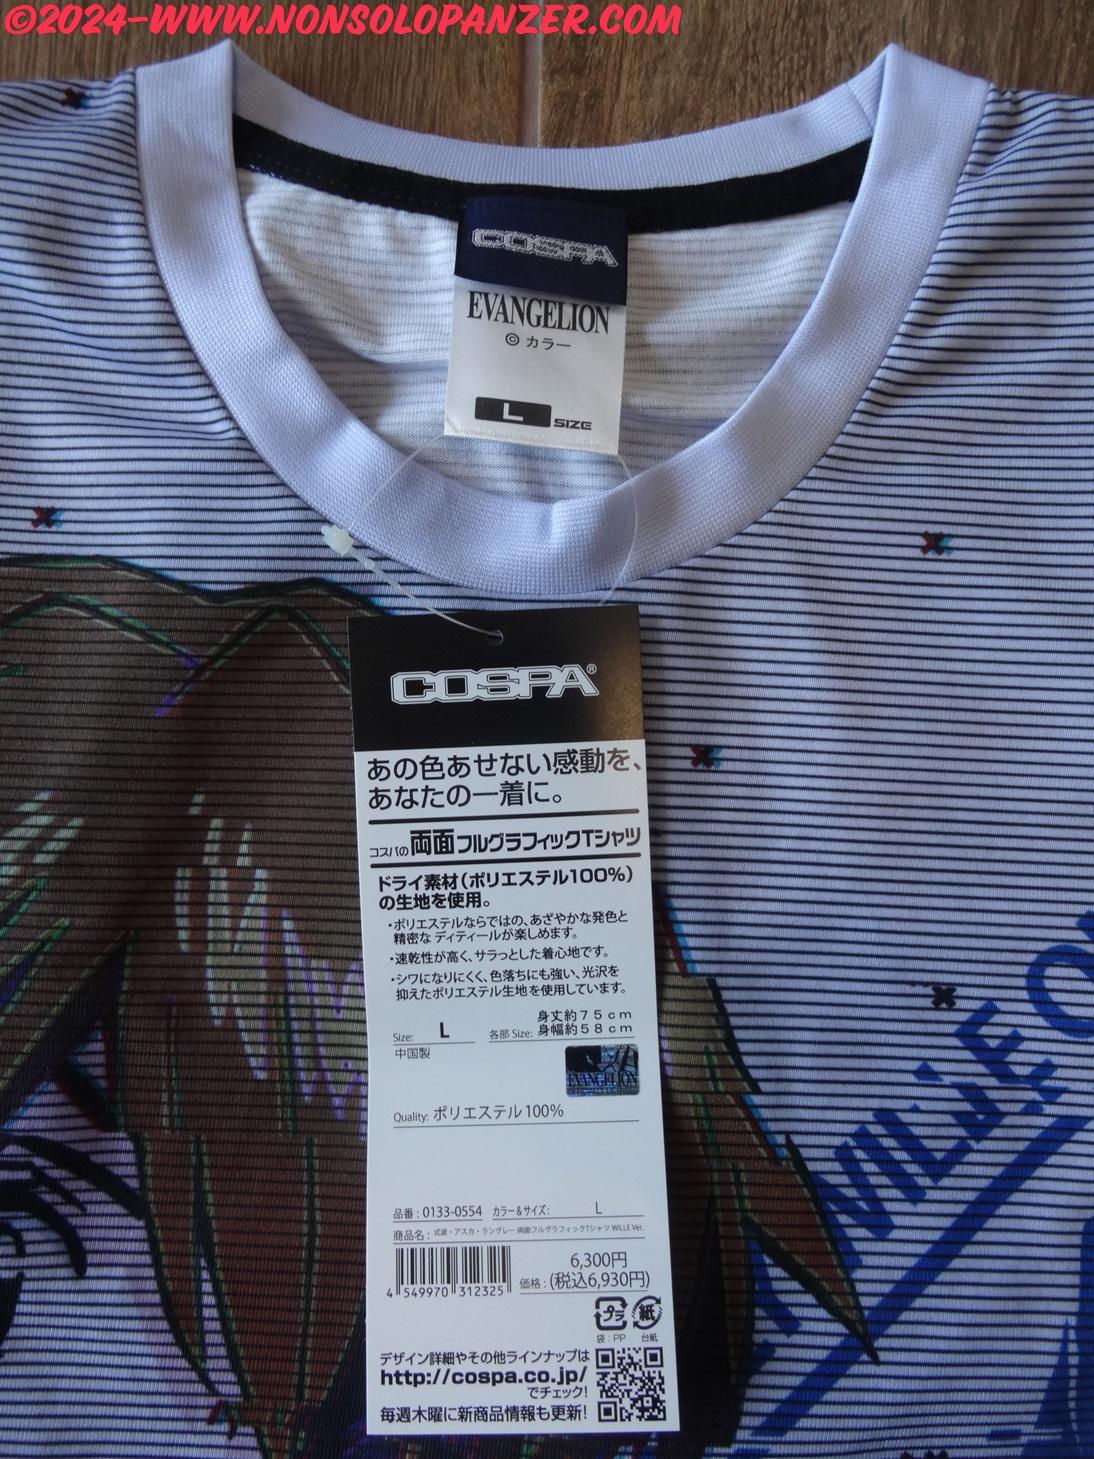 ©2024-WWW.NONSOLOPANZER.COM
COSPA
EVANGELION
© カラー
L SIZE
COSPA®
あの色あせない感動を、
あなたの一着に。
コスパの両面フルグラフィックTシャツ
ドライ素材(ポリエステル100%)
の生地を使用。
・ポリエステルならではの、あざやかな発色と
精密なディティールが楽しめます。
・速乾性が高く、サラっとした着心地です。
・シワになりにくく、色落ちにも強い、光沢を
抑えたポリエステル生地を使用しています。
Size: L 各部 Size: 身丈約75cm
身幅約58cm
中国製
EVANGELION
Quality: ポリエステル100%
品番:0133-0554 カラー&サイズ: L
商品名:式波・アスカ・ラングレー 両面フルグラフィックTシャツ WILLE Ver.
6,300円
価格:(税込6,930円)
4 549970 312325
プラ 紙
袋:PP 台紙
デザイン詳細やその他ラインナップは
http://cospa.co.jp/
でチェック!
毎週木曜に新商品情報も更新!
WILLE